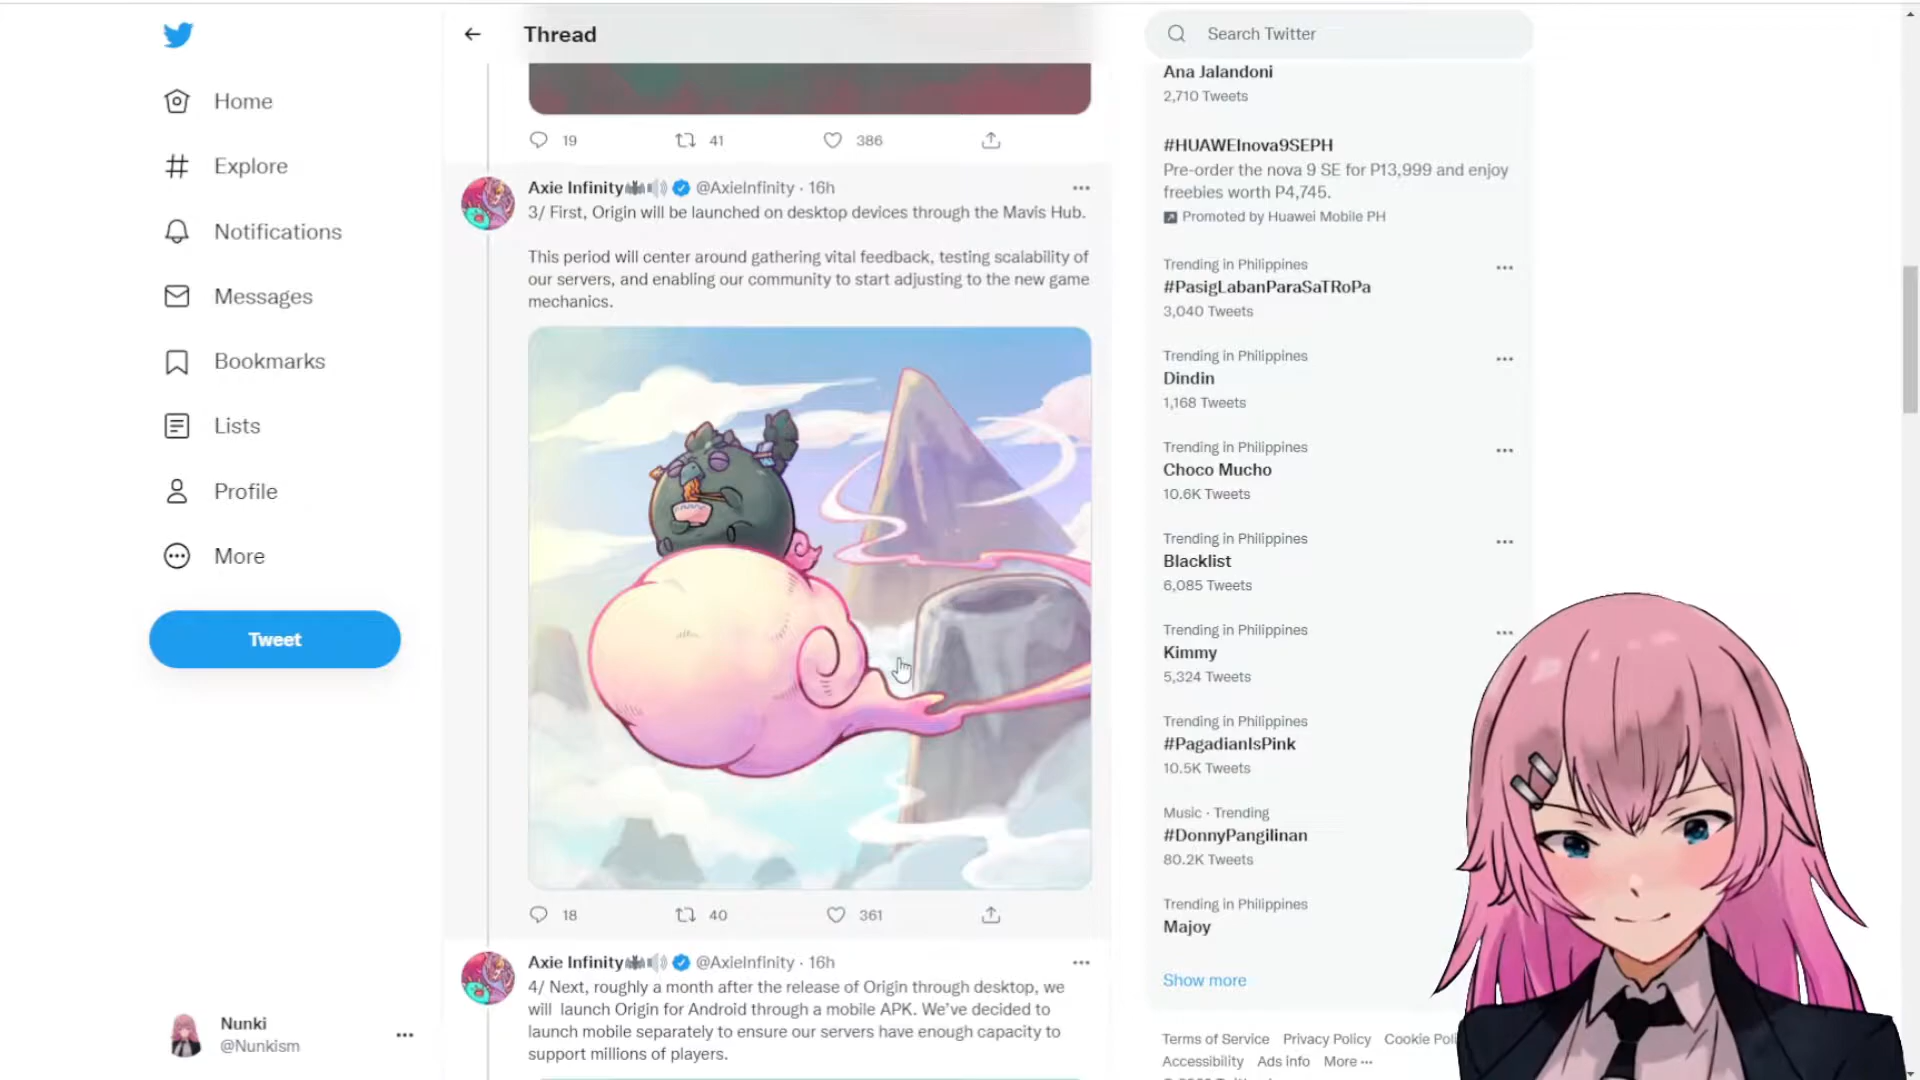 Home
Explore
Notifications
Messages
Bookmarks
Lists
Profile
More
Tweet
Nunki
@Nunkism
Thread
19
41
386
Axie Infinity @AxieInfinity · 16h
3/ First, Origin will be launched on desktop devices through the Mavis Hub.
This period will center around gathering vital feedback, testing scalability of
our servers, and enabling our community to start adjusting to the new game
mechanics.
18
40
361
Axie Infinity @AxieInfinity · 16h
4/ Next, roughly a month after the release of Origin through desktop, we
will launch Origin for Android through a mobile APK. We've decided to
launch mobile separately to ensure our servers have enough capacity to
support millions of players.
Search Twitter
Ana Jalandoni
2,710 Tweets
#HUAWEInova9SEPH
Pre-order the nova 9 SE for P13,999 and enjoy
freebies worth P4,745.
Promoted by Huawei Mobile PH
Trending in Philippines
#PasigLabanParaSaTRoPa
3,040 Tweets
Trending in Philippines
Dindin
1,168 Tweets
Trending in Philippines
Choco Mucho
10.6K Tweets
Trending in Philippines
Blacklist
6,085 Tweets
Trending in Philippines
Kimmy
5,324 Tweets
Trending in Philippines
#PagadianIsPink
10.5K Tweets
Music · Trending
#DonnyPangilinan
80.2K Tweets
Trending in Philippines
Majoy
Show more
Terms of Service Privacy Policy Cookie Poli
Accessibility Ads info More